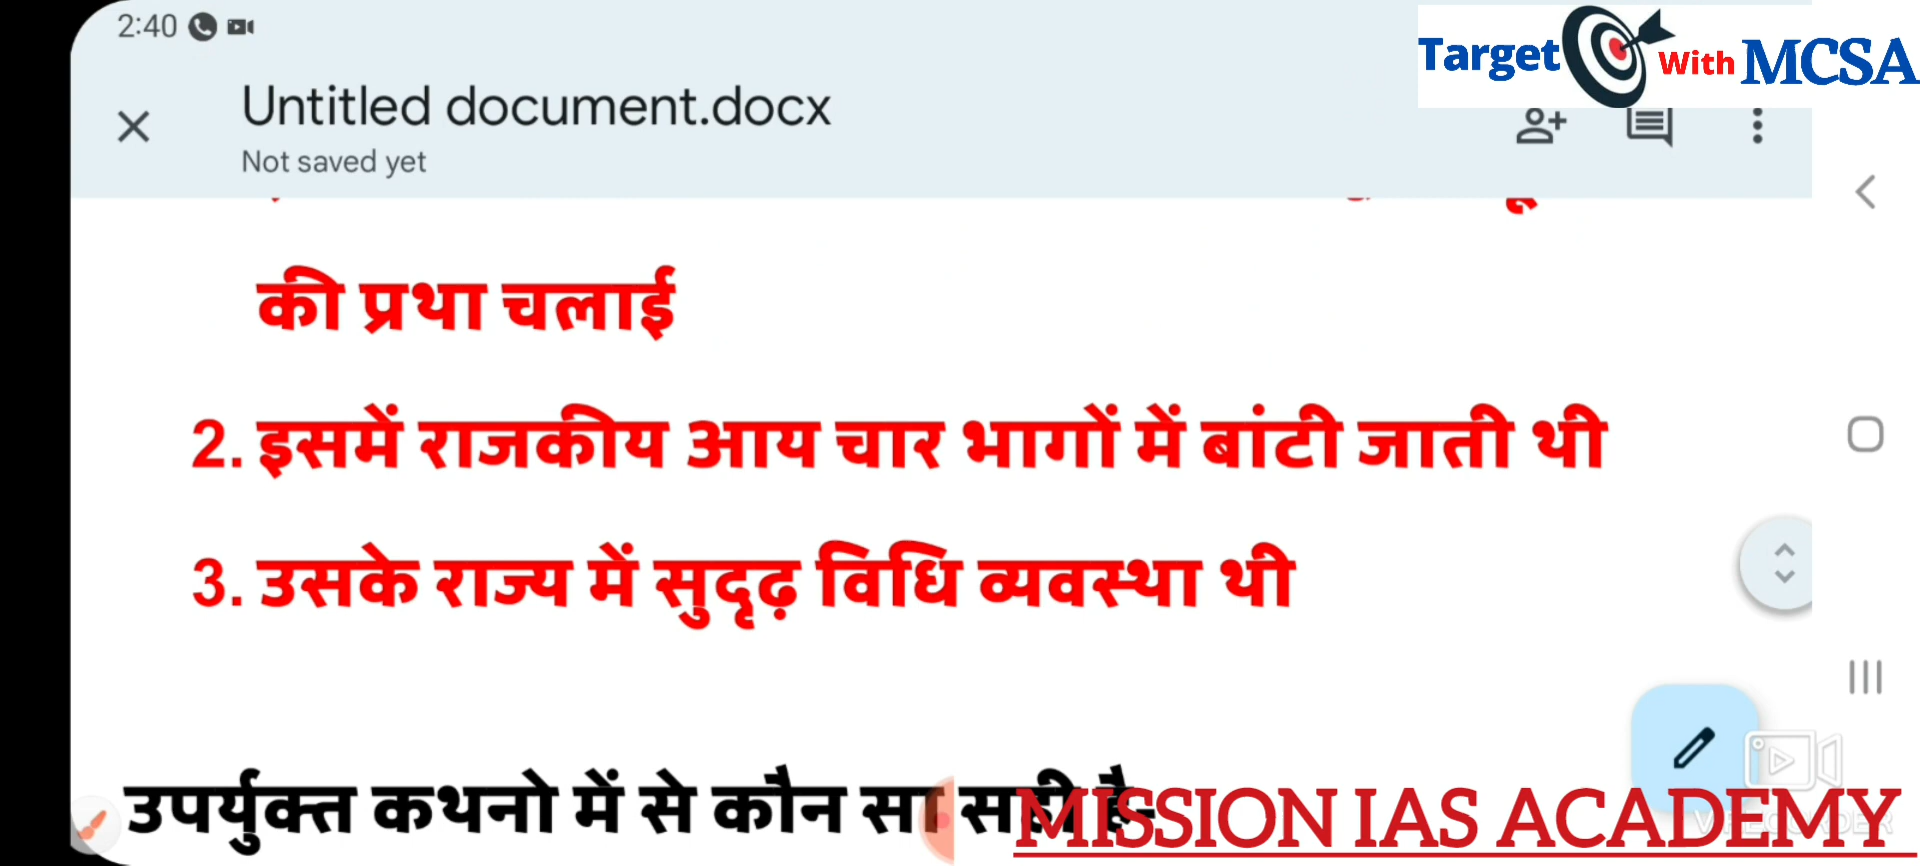 2:40
Target With MCSA
Untitled document.docx
Not saved yet
की प्रथा चलाई
2. इसमें राजकीय आय चार भागों में बांटी जाती थी
3. उसके राज्य में सुदृढ़ विधि व्यवस्था थी
उपर्युक्त कथनो में से कौन सा सही है-
MISSION IAS ACADEMY